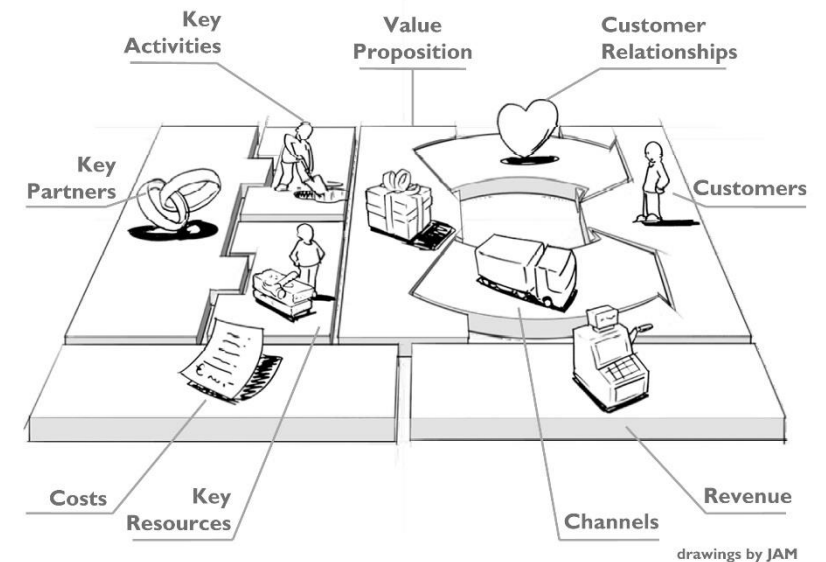 Key
Activities
Value
Proposition
Customer
Relationships
Key
Partners
Customers
€
Costs
Key
Resources
Channels
Revenue
drawings by JAM